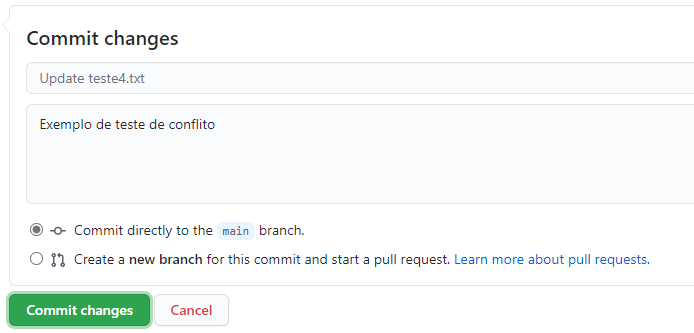 Commit changes
Update teste4.txt
Exemplo de teste de conflito
Commit directly to the main branch.
Create a new branch for this commit and start a pull request. Learn more about pull requests.
Commit changes
Cancel